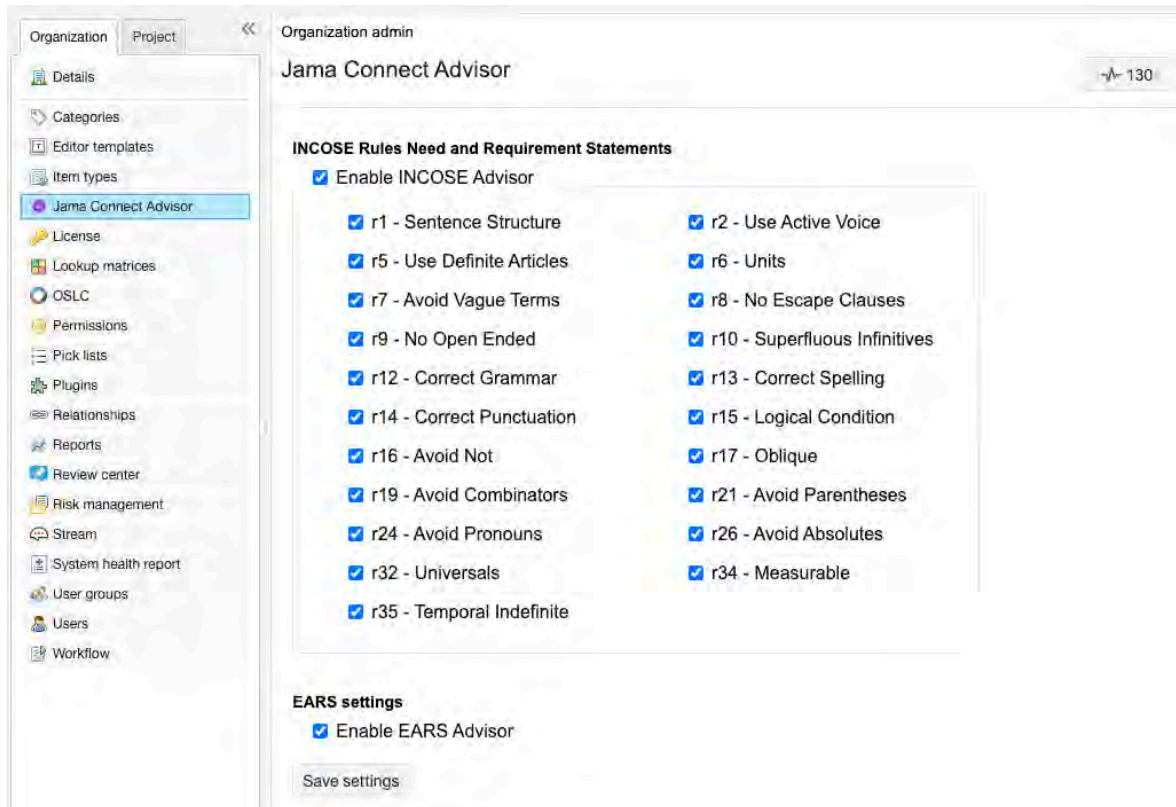 Organization Project
Details
Categories
Editor templates
Item types
Jama Connect Advisor
License
Lookup matrices
OSLC
Permissions
Pick lists
Plugins
Relationships
Reports
Review center
Risk management
Stream
System health report
User groups
Users
Workflow
Organization admin
Jama Connect Advisor
130
INCOSE Rules Need and Requirement Statements
Enable INCOSE Advisor
r1 - Sentence Structure r2 - Use Active Voice
r5 - Use Definite Articles r6 - Units
r7 - Avoid Vague Terms r8 - No Escape Clauses
r9 - No Open Ended r10 - Superfluous Infinitives
r12 - Correct Grammar r13 - Correct Spelling
r14 - Correct Punctuation r15 - Logical Condition
r16 - Avoid Not r17 - Oblique
r19 - Avoid Combinators r21 - Avoid Parentheses
r24 - Avoid Pronouns r26 - Avoid Absolutes
r32 - Universals r34 - Measurable
r35 - Temporal Indefinite
EARS settings
Enable EARS Advisor
Save settings